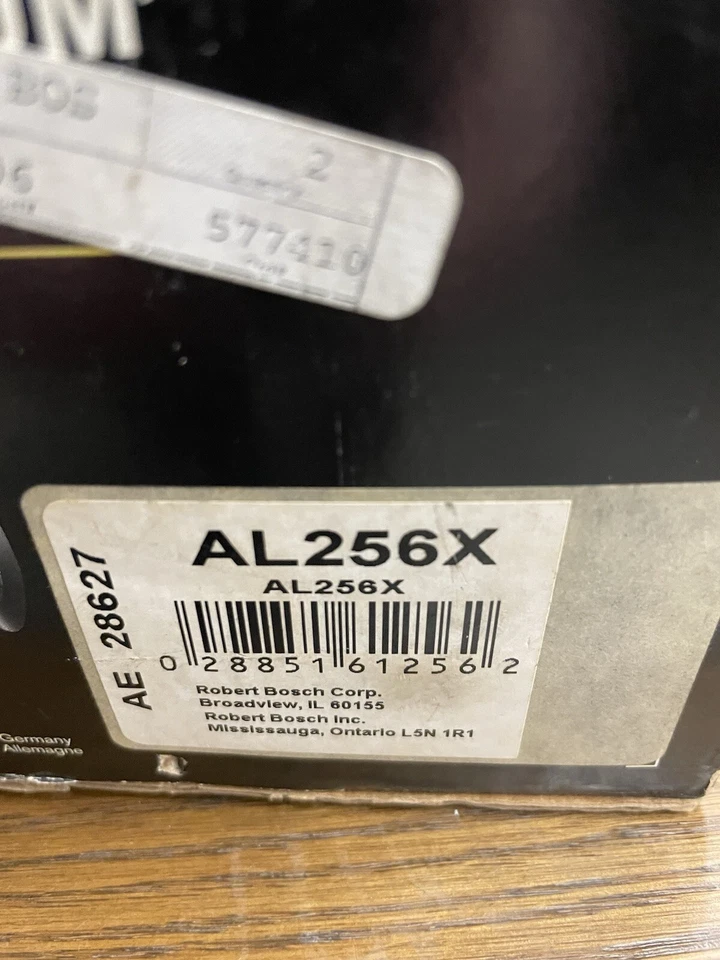 BOS
2
577410
AL256X
AL256X
AE 28627
0 28851 61256 2
Robert Bosch Corp.
Broadview, IL 60155
Robert Bosch Inc.
Mississauga, Ontario L5N 1R1
Germany
Allemagne